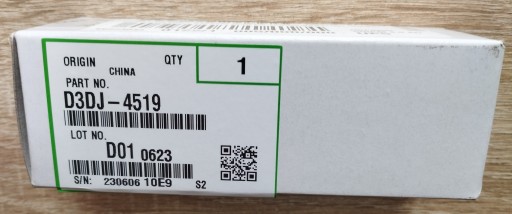 ORIGIN QTY
CHINA 1
PART NO.
D3DJ-4519
LOT NO.
D01 0623
S/N: 230606 10E9 S2